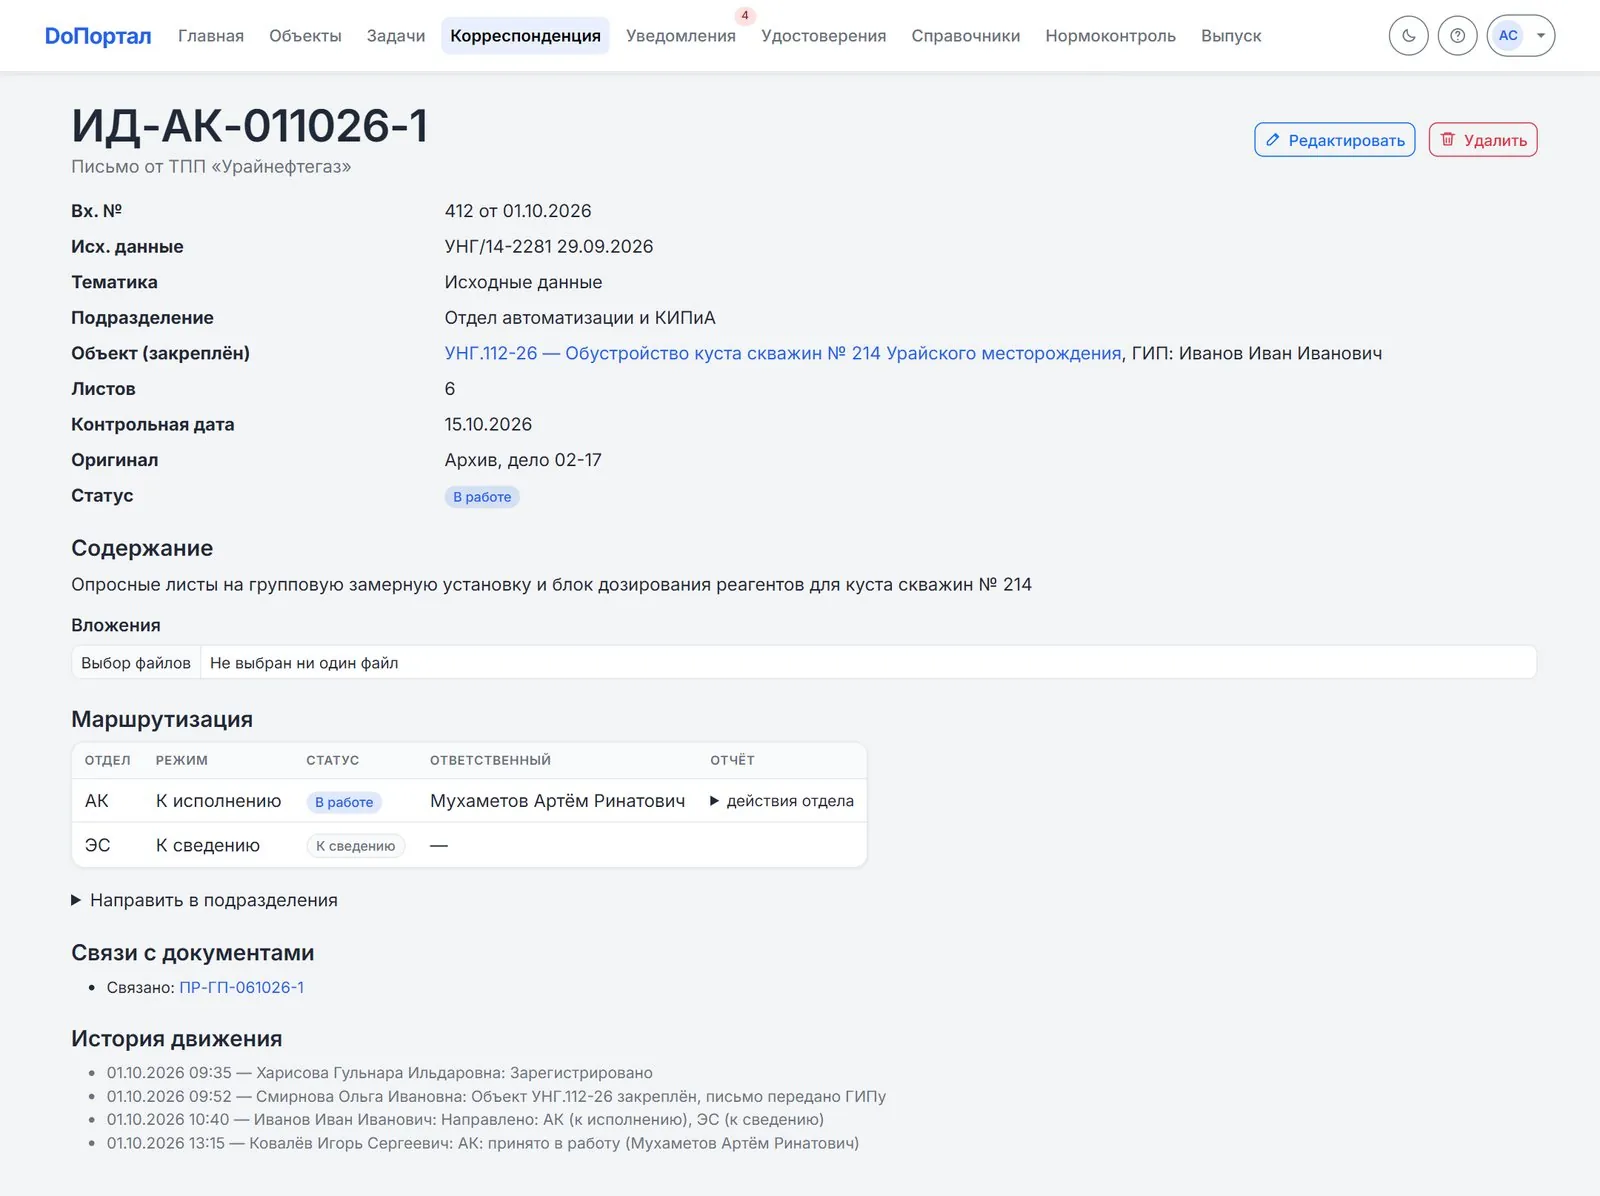 DoПортал Главная Объекты Задачи Корреспонденция Уведомления 4 Удостоверения Справочники Нормоконтроль Выпуск АС
ИД-АК-011026-1
Редактировать Удалить
Письмо от ТПП «Урайнефтегаз»
Вх. № 412 от 01.10.2026
Исх. данные УНГ/14-2281 29.09.2026
Тематика Исходные данные
Подразделение Отдел автоматизации и КИПиА
Объект (закреплён) УНГ.112-26 — Обустройство куста скважин № 214 Урайского месторождения, ГИП: Иванов Иван Иванович
Листов 6
Контрольная дата 15.10.2026
Оригинал Архив, дело 02-17
Статус В работе
Содержание
Опросные листы на групповую замерную установку и блок дозирования реагентов для куста скважин № 214
Вложения
Выбор файлов Не выбран ни один файл
Маршрутизация
ОТДЕЛ РЕЖИМ СТАТУС ОТВЕТСТВЕННЫЙ ОТЧЁТ
АК К исполнению В работе Мухаметов Артём Ринатович ▶ действия отдела
ЭС К сведению К сведению —
▶ Направить в подразделения
Связи с документами
• Связано: ПР-ГП-061026-1
История движения
• 01.10.2026 09:35 — Харисова Гульнара Ильдаровна: Зарегистрировано
• 01.10.2026 09:52 — Смирнова Ольга Ивановна: Объект УНГ.112-26 закреплён, письмо передано ГИПу
• 01.10.2026 10:40 — Иванов Иван Иванович: Направлено: АК (к исполнению), ЭС (к сведению)
• 01.10.2026 13:15 — Ковалёв Игорь Сергеевич: АК: принято в работу (Мухаметов Артём Ринатович)